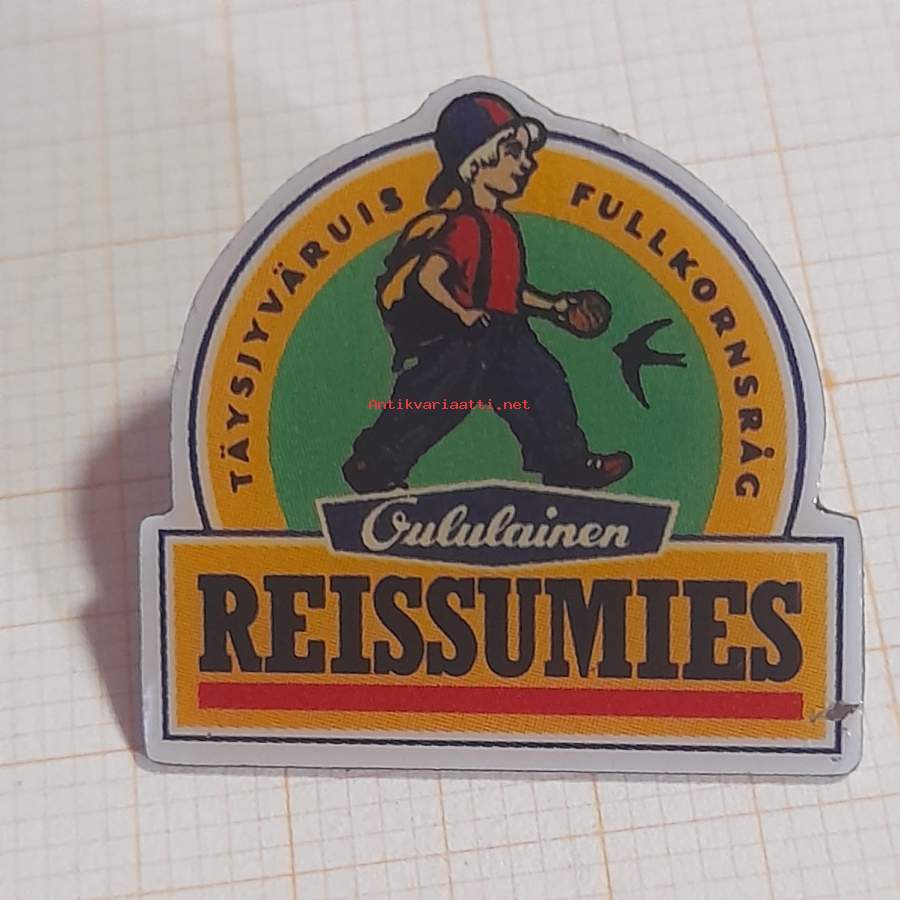 TÄYSJYVÄRUIS FULLKORNSRÅG
Antikvariaatti.net
Oululainen
REISSUMIES